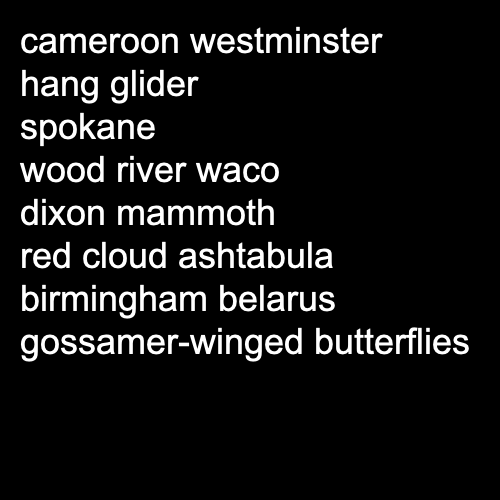 cameroon westminster
hang glider
spokane
wood river waco
dixon mammoth
red cloud ashtabula
birmingham belarus
gossamer-winged butterflies